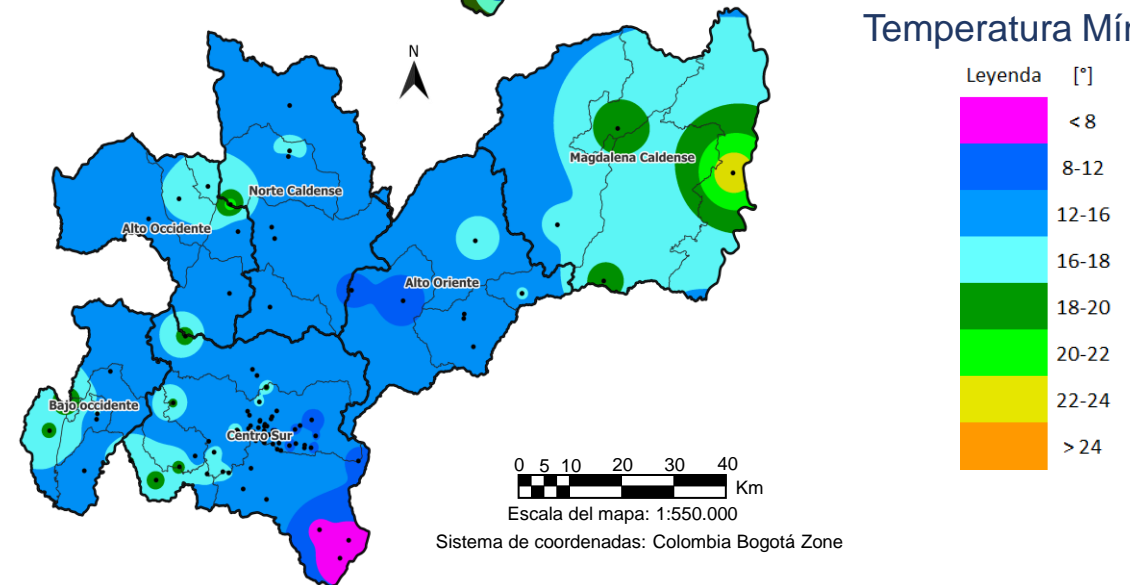 Temperatura Mín
Leyenda [°]
< 8
8-12
12-16
16-18
18-20
20-22
22-24
> 24
N
Magdalena Caldense
Norte Caldense
Alto Occidente
Alto Oriente
Bajo occidente
Centro Sur
0 5 10 20 30 40
Km
Escala del mapa: 1:550.000
Sistema de coordenadas: Colombia Bogotá Zone